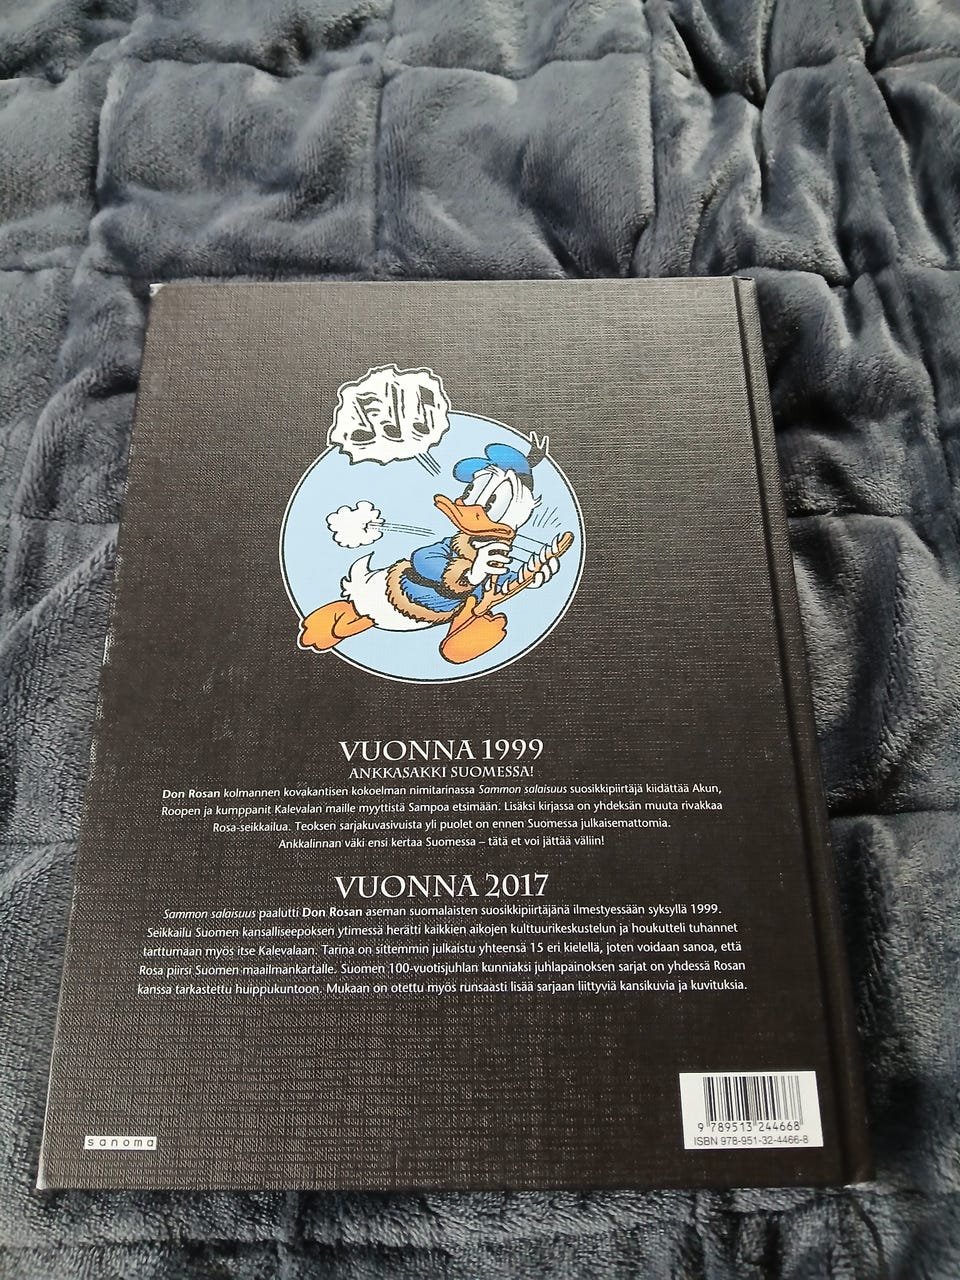 VUONNA 1999
ANKKASAKKI SUOMESSA!
Don Rosan kolmannen kovakantisen kokoelman nimitarinassa Sammon salaisuus suosikkipiirtäjä kiidättää Akun,
Roopen ja kumppanit Kalevalan maille myyttistä Sampoa etsimään. Lisäksi kirjassa on yhdeksän muuta rivakkaa
Rosa-seikkailua. Teoksen sarjakuvasivuista yli puolet on ennen Suomessa julkaisemattomia.
Ankkalinnan väki ensi kertaa Suomessa – tätä et voi jättää väliin!
VUONNA 2017
Sammon salaisuus paalutti Don Rosan aseman suomalaisten suosikkipiirtäjänä ilmestyessään syksyllä 1999.
Seikkailu Suomen kansalliseepoksen ytimessä herätti kaikkien aikojen kulttuurikeskustelun ja houkutteli tuhannet
tarttumaan myös itse Kalevalaan. Tarina on sittemmin julkaistu yhteensä 15 eri kielellä, joten voidaan sanoa, että
Rosa piirsi Suomen maailmankartalle. Suomen 100-vuotisjuhlan kunniaksi juhlapainoksen sarjat on yhdessä Rosan
kanssa tarkastettu huippukuntoon. Mukaan on otettu myös runsaasti lisää sarjaan liittyviä kansikuvia ja kuvituksia.
sanoma
9 789513 244668
ISBN 978-951-32-4466-8